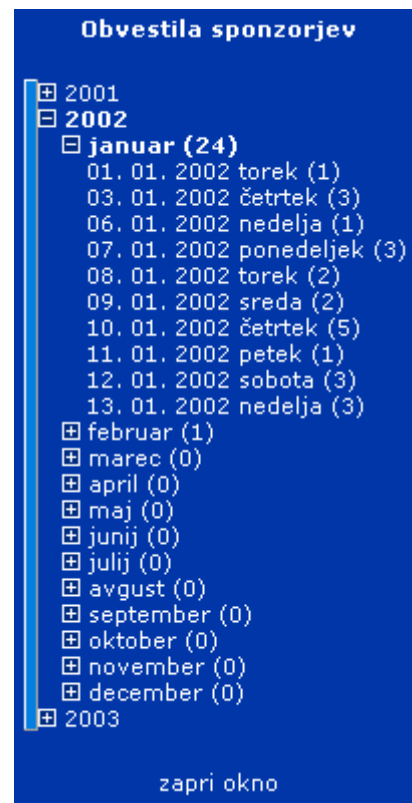 Obvestila sponzorjev
2001
2002
januar (24)
01. 01. 2002 torek (1)
03. 01. 2002 četrtek (3)
06. 01. 2002 nedelja (1)
07. 01. 2002 ponedeljek (3)
08. 01. 2002 torek (2)
09. 01. 2002 sreda (2)
10. 01. 2002 četrtek (5)
11. 01. 2002 petek (1)
12. 01. 2002 sobota (3)
13. 01. 2002 nedelja (3)
februar (1)
marec (0)
april (0)
maj (0)
junij (0)
julij (0)
avgust (0)
september (0)
oktober (0)
november (0)
december (0)
2003
zapri okno